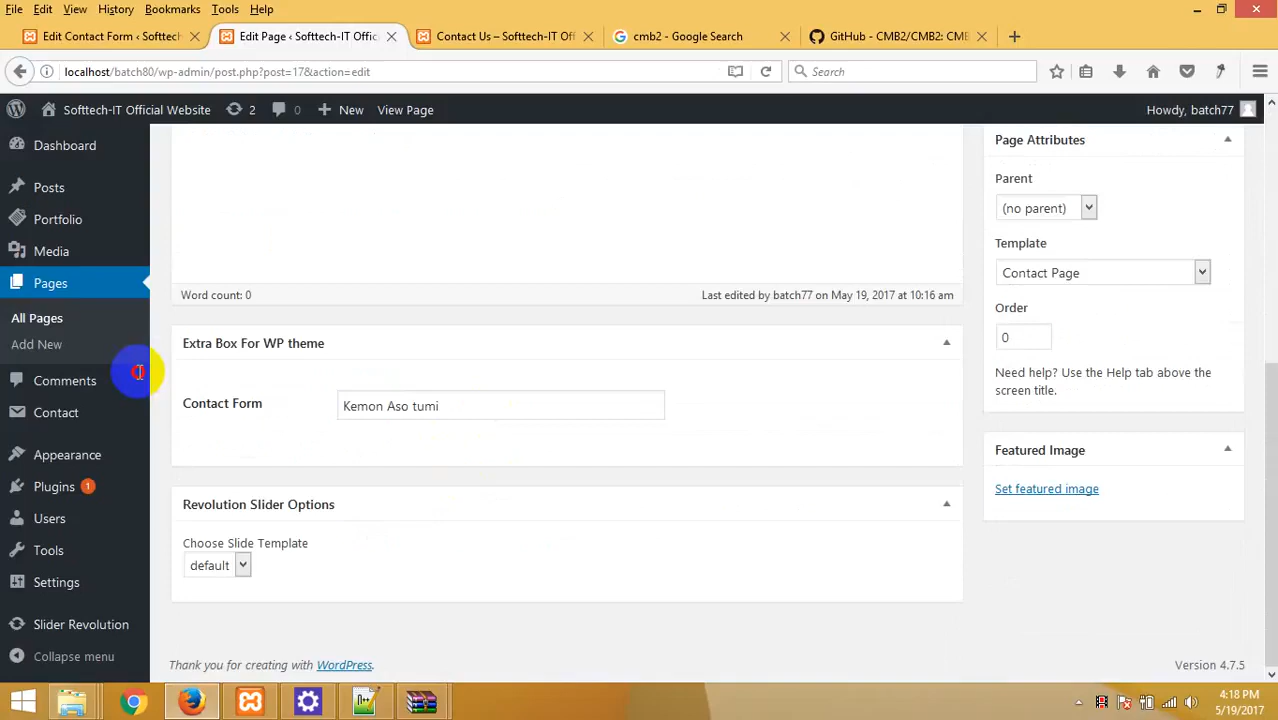 File Edit View History Bookmarks Tools Help
Edit Contact Form ‹ Softtech-
Edit Page ‹ Softtech-IT Offici
Contact Us – Softtech-IT Offi
cmb2 - Google Search
GitHub - CMB2/CMB2: CMB
localhost/batch80/wp-admin/post.php?post=17&action=edit
Search
Softtech-IT Official Website
2
0
New
View Page
Howdy, batch77
Dashboard
Posts
Portfolio
Media
Pages
All Pages
Add New
Comments
Contact
Appearance
Plugins 1
Users
Tools
Settings
Slider Revolution
Collapse menu
Word count: 0
Last edited by batch77 on May 19, 2017 at 10:16 am
Extra Box For WP theme
Contact Form
Kemon Aso tumi
Revolution Slider Options
Choose Slide Template
default
Thank you for creating with WordPress.
Version 4.7.5
Page Attributes
Parent
(no parent)
Template
Contact Page
Order
0
Need help? Use the Help tab above the
screen title.
Featured Image
Set featured image
4:18 PM
5/19/2017